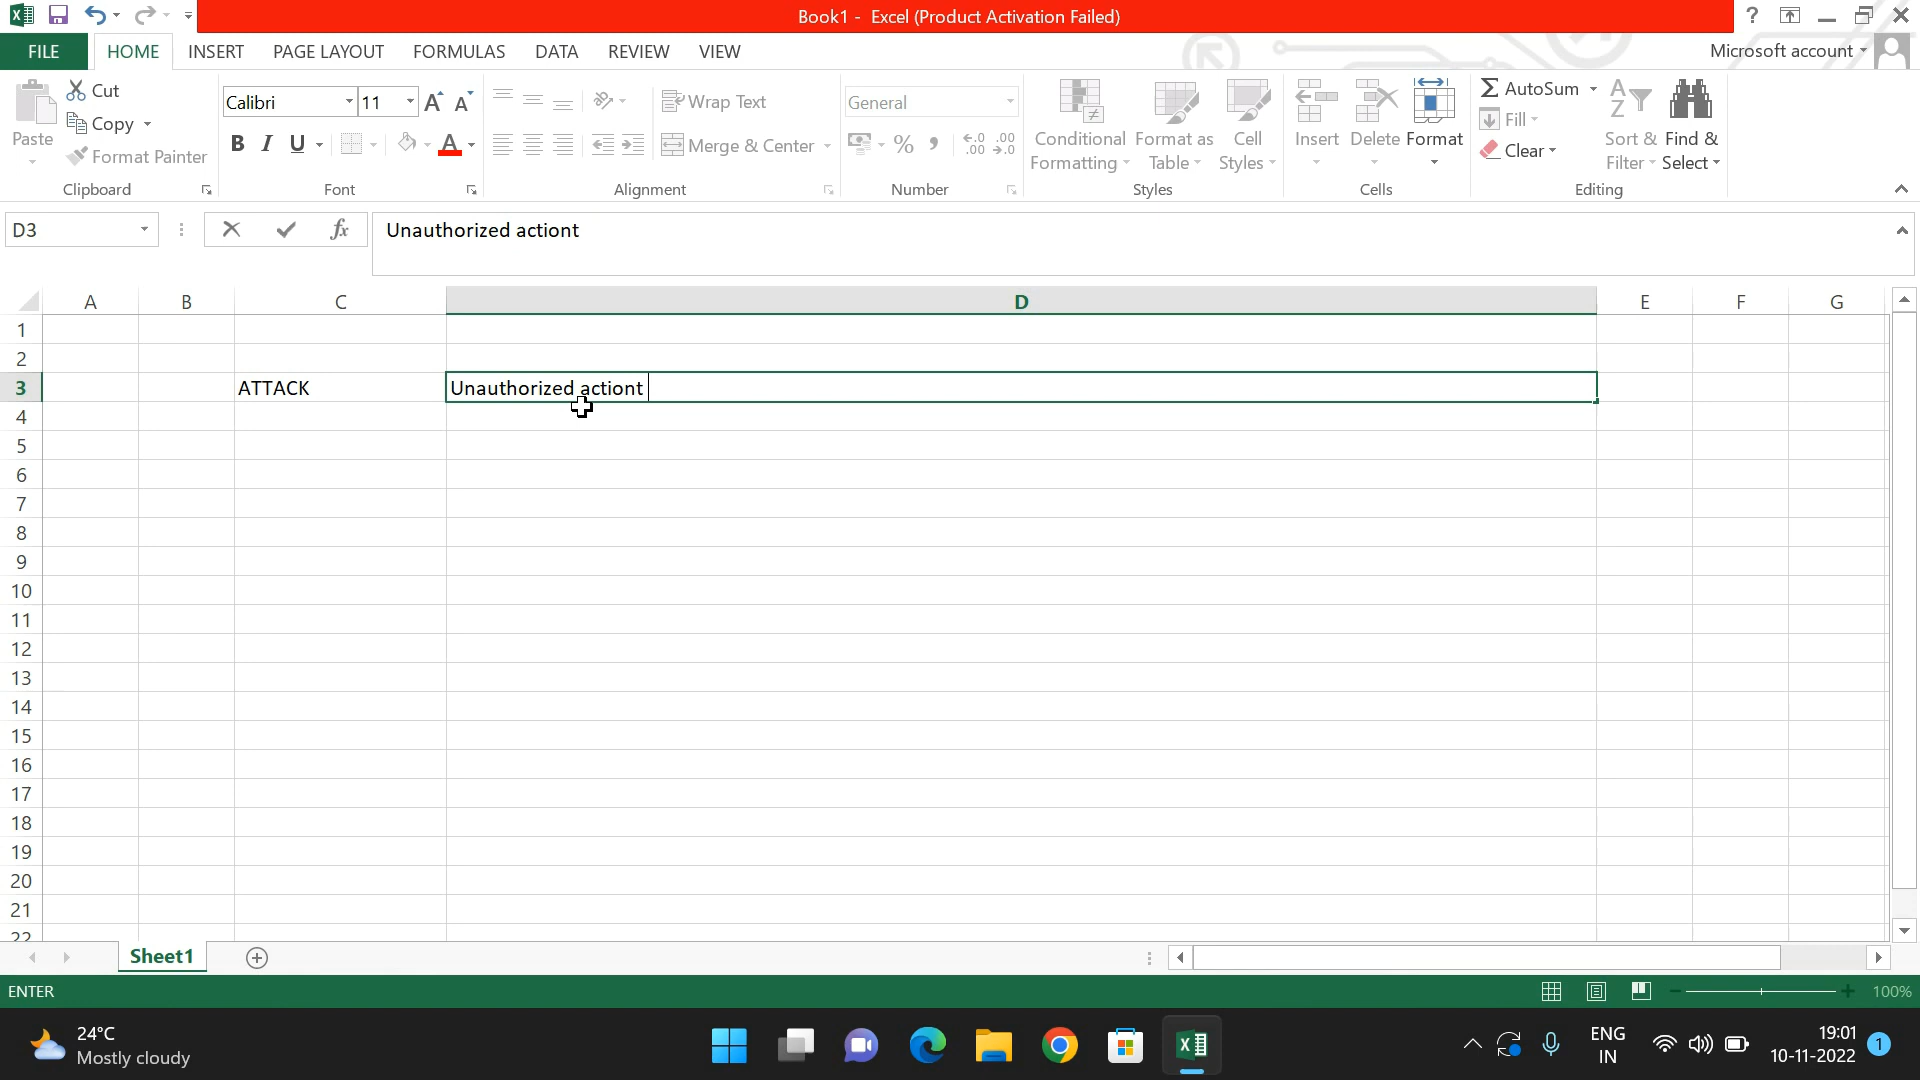 Book1 - Excel (Product Activation Failed)
FILE HOME INSERT PAGE LAYOUT FORMULAS DATA REVIEW VIEW Microsoft account
Paste Cut Copy Format Painter Clipboard
Calibri 11 B I U A Font
Wrap Text Merge & Center Alignment
General % Number
Conditional Formatting Format as Table Cell Styles Styles
Insert Delete Format Cells
AutoSum Fill Clear Sort & Filter Find & Select Editing
D3 fx Unauthorized actiont
A B C D E F G
1
2
3 ATTACK Unauthorized actiont
4
5
6
7
8
9
10
11
12
13
14
15
16
17
18
19
20
21
22
Sheet1
ENTER 100%
24°C
Mostly cloudy
ENG
IN
19:01
10-11-2022
1